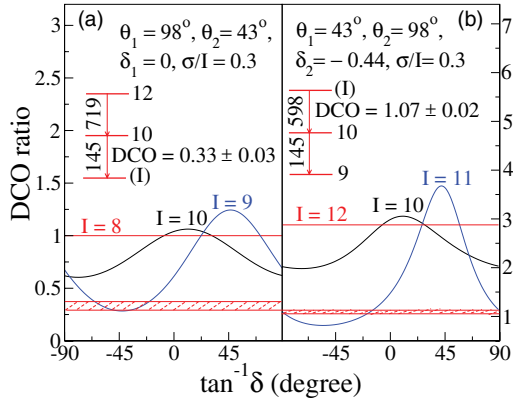 (a)
θ₁ = 98°, θ₂ = 43°,
δ₁ = 0, σ/I = 0.3
12
719
10
145
DCO = 0.33 ± 0.03
(I)
I = 9
I = 8
I = 10
3
2.5
2
1.5
1
0.5
0
DCO ratio
-90
-45
0
45
(b)
θ₁= 43°, θ₂= 98°,
δ₂= − 0.44, σ/I = 0.3
(I)
598
DCO = 1.07 ± 0.02
10
145
9
I = 11
I = 12
I = 10
7
6
5
4
3
2
1
-45
0
45
90
tan⁻¹δ (degree)